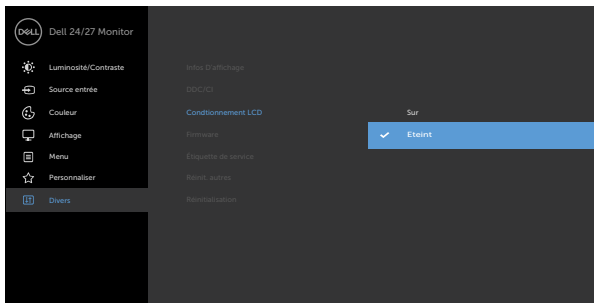 DELL
Dell 24/27 Monitor
Luminosité/Contraste
Source entrée
Couleur
Affichage
Menu
Personnaliser
Divers
Infos D'affichage
DDC/CI
Condtionnement LCD
Firmware
Étiquette de service
Réinit. autres
Réinitialisation
Sur
Eteint